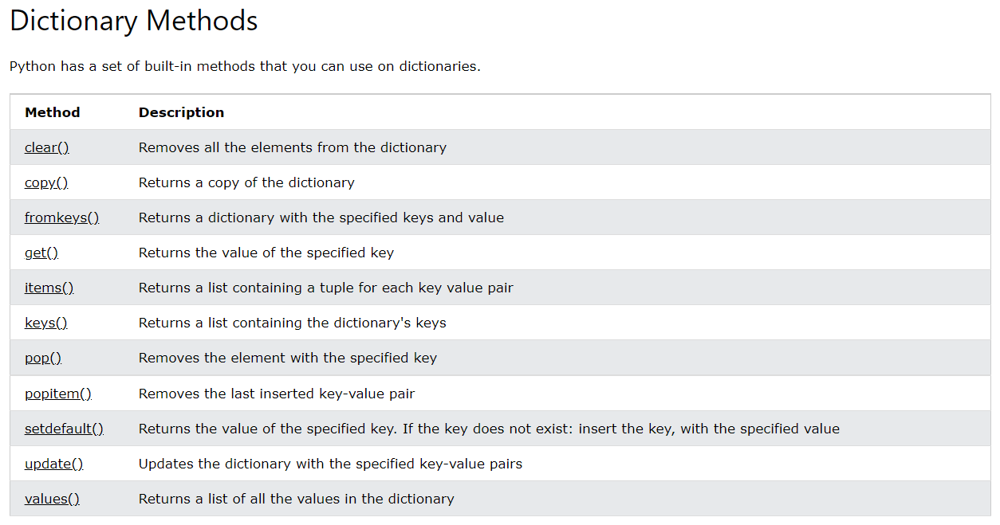 Dictionary Methods
Python has a set of built-in methods that you can use on dictionaries.
Method Description
clear() Removes all the elements from the dictionary
copy() Returns a copy of the dictionary
fromkeys() Returns a dictionary with the specified keys and value
get() Returns the value of the specified key
items() Returns a list containing a tuple for each key value pair
keys() Returns a list containing the dictionary's keys
pop() Removes the element with the specified key
popitem() Removes the last inserted key-value pair
setdefault() Returns the value of the specified key. If the key does not exist: insert the key, with the specified value
update() Updates the dictionary with the specified key-value pairs
values() Returns a list of all the values in the dictionary